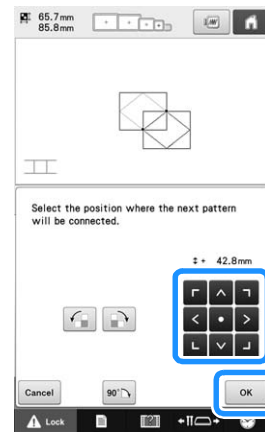 65.7mm
85.8mm
Select the position where the next pattern
will be connected.
+ 42.8mm
Cancel
90°
OK
Lock